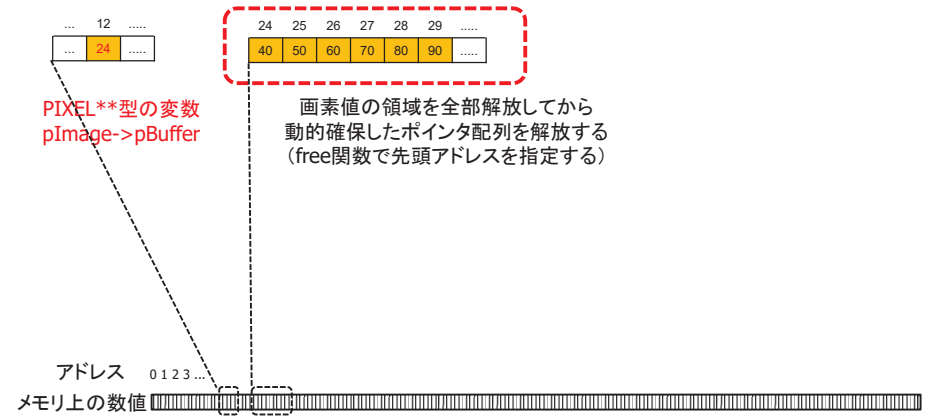 ... 12 .....
... 24 .....
24 25 26 27 28 29 .....
40 50 60 70 80 90 .....
PIXEL**型の変数
pImage->pBuffer
画素値の領域を全部解放してから
動的確保したポインタ配列を解放する
（free関数で先頭アドレスを指定する）
アドレス 0 1 2 3 ...
メモリ上の数値